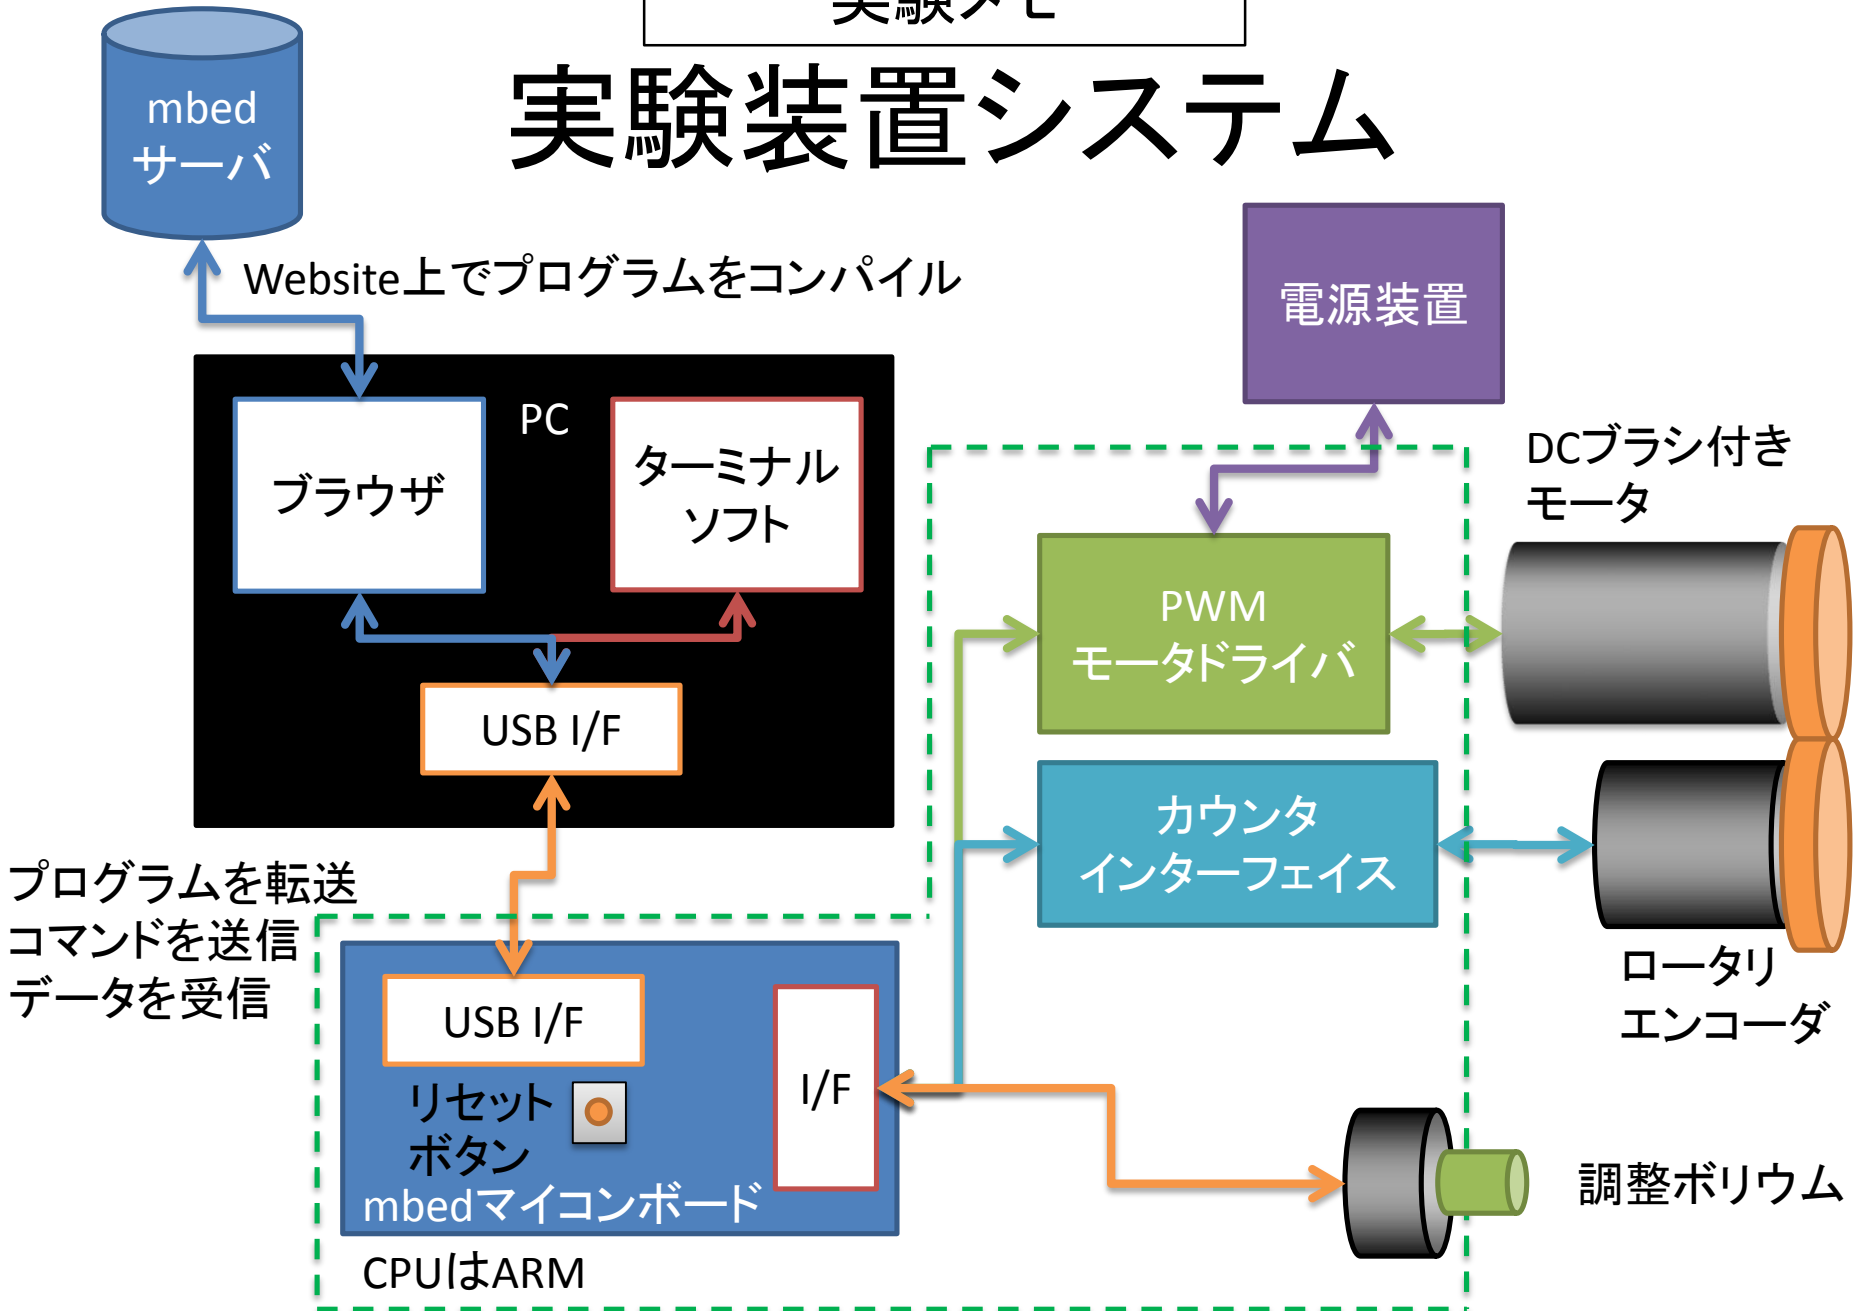 実験メモ
実験装置システム
mbed
サーバ
Website上でプログラムをコンパイル
電源装置
PC
ブラウザ
ターミナル
ソフト
DCブラシ付き
モータ
PWM
モータドライバ
USB I/F
カウンタ
インターフェイス
プログラムを転送
コマンドを送信
データを受信
ロータリ
エンコーダ
USB I/F
I/F
リセット
ボタン
mbedマイコンボード
調整ボリウム
CPUはARM